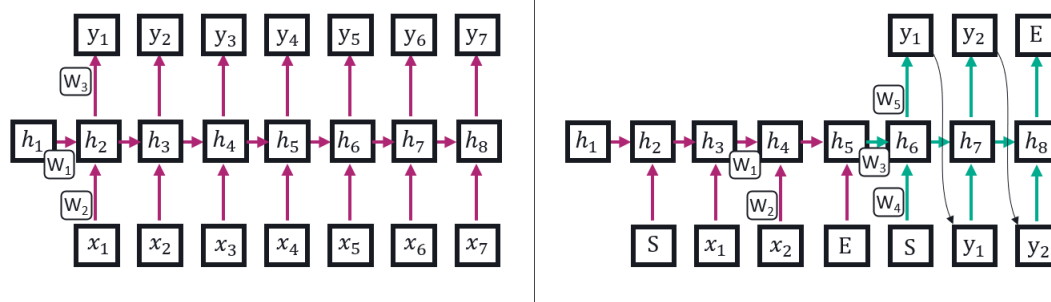 y₁ y₂ y₃ y₄ y₅ y₆ y₇
W₃
h₁ h₂ h₃ h₄ h₅ h₆ h₇ h₈
W₁
W₂
x₁ x₂ x₃ x₄ x₅ x₆ x₇
y₁ y₂ E
W₅
h₁ h₂ h₃ h₄ h₅ h₆ h₇ h₈
W₁ W₃
W₂ W₄
S x₁ x₂ E S y₁ y₂